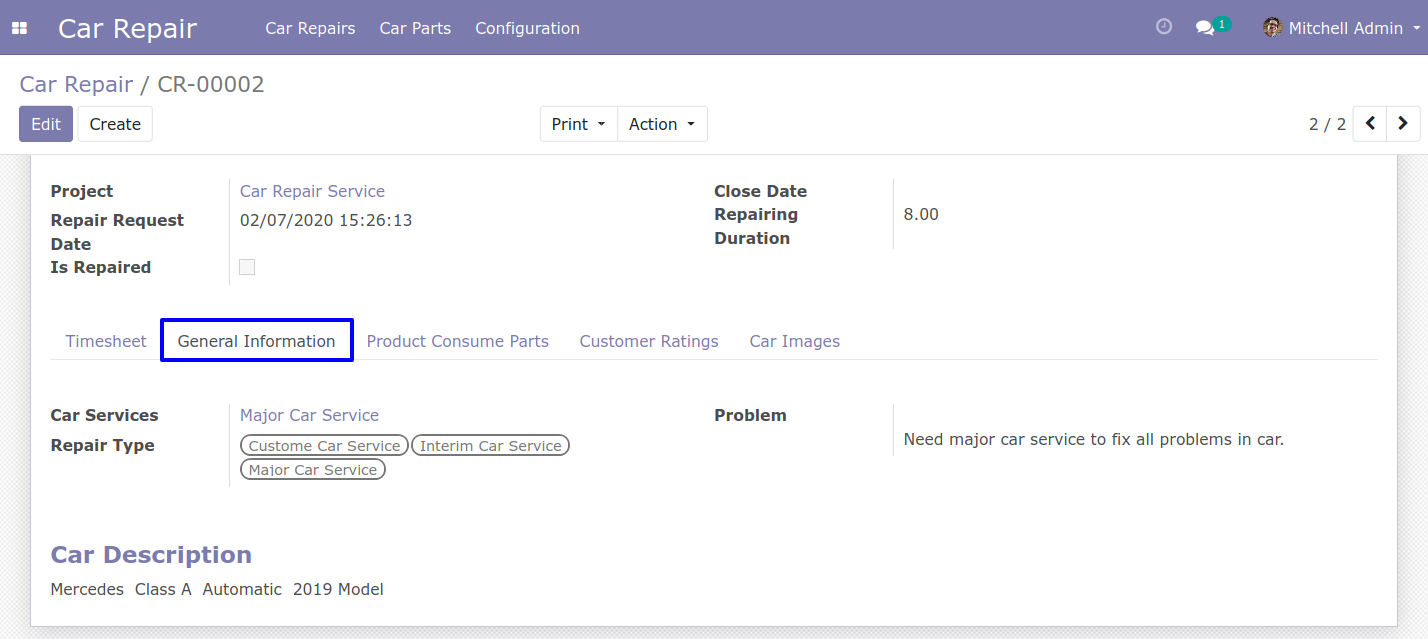 Car Repair Car Repairs Car Parts Configuration 1 Mitchell Admin
Car Repair / CR-00002
Edit Create Print Action 2 / 2
Project Car Repair Service
Repair Request Date 02/07/2020 15:26:13
Is Repaired
Close Date
Repairing Duration 8.00
Timesheet General Information Product Consume Parts Customer Ratings Car Images
Car Services Major Car Service
Repair Type Custome Car Service Interim Car Service
Major Car Service
Problem
Need major car service to fix all problems in car.
Car Description
Mercedes Class A Automatic 2019 Model